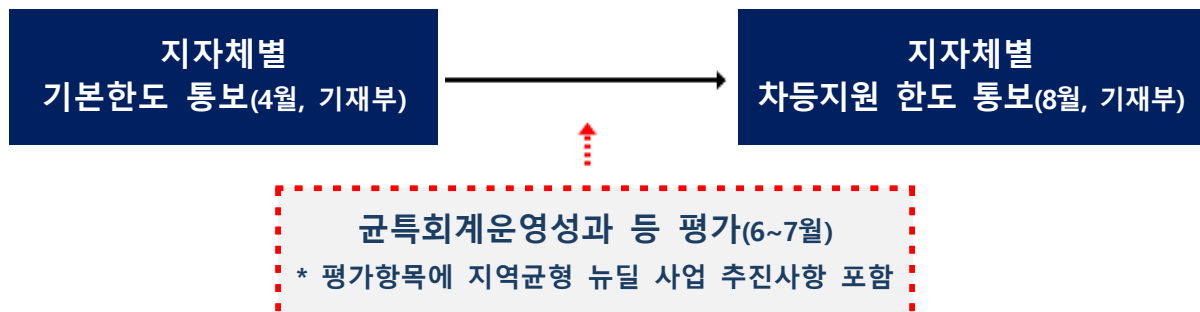 지자체별
기본한도 통보(4월, 기재부)
지자체별
차등지원 한도 통보(8월, 기재부)
균특회계운영성과 등 평가(6~7월)
* 평가항목에 지역균형 뉴딜 사업 추진사항 포함